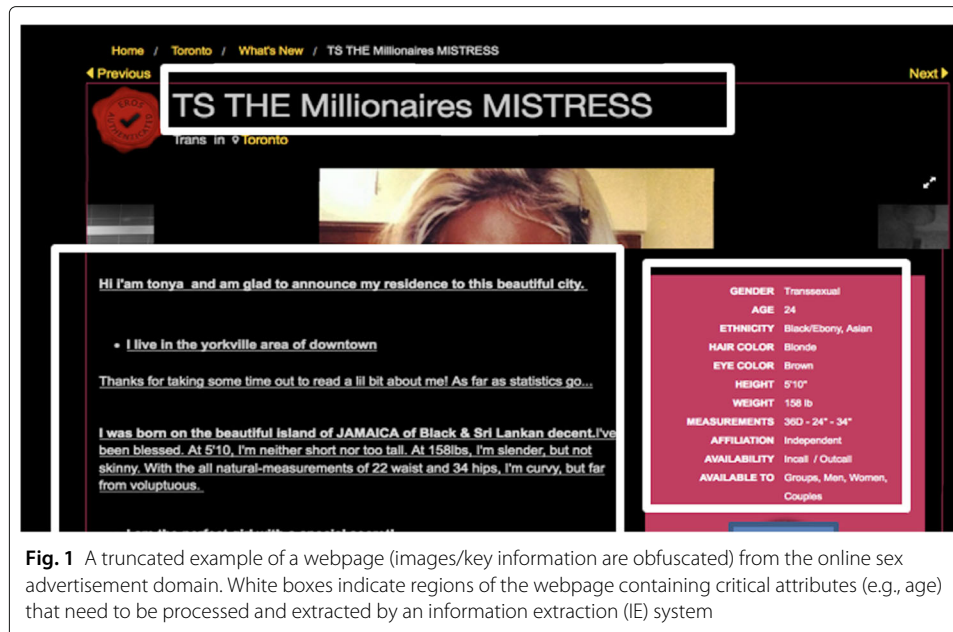 Home / Toronto / What's New / TS THE Millionaires MISTRESS
Previous
Next
EROS
AUTHENTICATED
TS THE Millionaires MISTRESS
Trans in Toronto
Hi i'am tonya and am glad to announce my residence to this beautiful city.
• I live in the yorkville area of downtown
Thanks for taking some time out to read a lil bit about me! As far as statistics go...
I was born on the beautiful island of JAMAICA of Black & Sri Lankan decent.I've
been blessed. At 5'10, I'm neither short nor too tall. At 158lbs, I'm slender, but not
skinny. With the all natural-measurements of 22 waist and 34 hips, I'm curvy, but far
from voluptuous.
GENDER Transsexual
AGE 24
ETHNICITY Black/Ebony, Asian
HAIR COLOR Blonde
EYE COLOR Brown
HEIGHT 5'10"
WEIGHT 158 lb
MEASUREMENTS 36D - 24" - 34"
AFFILIATION Independent
AVAILABILITY Incall / Outcall
AVAILABLE TO Groups, Men, Women,
Couples
Fig. 1 A truncated example of a webpage (images/key information are obfuscated) from the online sex
advertisement domain. White boxes indicate regions of the webpage containing critical attributes (e.g., age)
that need to be processed and extracted by an information extraction (IE) system